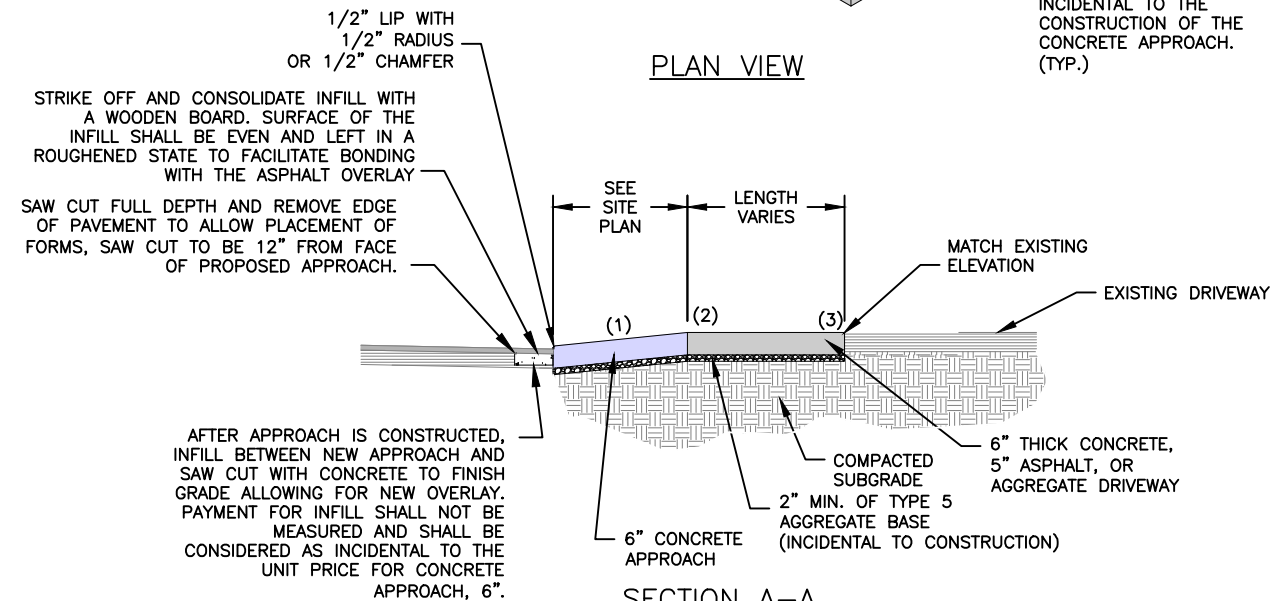 1/2" LIP WITH
1/2" RADIUS
OR 1/2" CHAMFER
PLAN VIEW
INCIDENTAL TO THE
CONSTRUCTION OF THE
CONCRETE APPROACH.
(TYP.)
STRIKE OFF AND CONSOLIDATE INFILL WITH
A WOODEN BOARD. SURFACE OF THE
INFILL SHALL BE EVEN AND LEFT IN A
ROUGHENED STATE TO FACILITATE BONDING
WITH THE ASPHALT OVERLAY
SAW CUT FULL DEPTH AND REMOVE EDGE
OF PAVEMENT TO ALLOW PLACEMENT OF
FORMS, SAW CUT TO BE 12" FROM FACE
OF PROPOSED APPROACH.
SEE
SITE
PLAN
LENGTH
VARIES
MATCH EXISTING
ELEVATION
EXISTING DRIVEWAY
(1)
(2)
(3)
AFTER APPROACH IS CONSTRUCTED,
INFILL BETWEEN NEW APPROACH AND
SAW CUT WITH CONCRETE TO FINISH
GRADE ALLOWING FOR NEW OVERLAY.
PAYMENT FOR INFILL SHALL NOT BE
MEASURED AND SHALL BE
CONSIDERED AS INCIDENTAL TO THE
UNIT PRICE FOR CONCRETE
APPROACH, 6".
6" CONCRETE
APPROACH
COMPACTED
SUBGRADE
2" MIN. OF TYPE 5
AGGREGATE BASE
(INCIDENTAL TO CONSTRUCTION)
6" THICK CONCRETE,
5" ASPHALT, OR
AGGREGATE DRIVEWAY
SECTION A-A